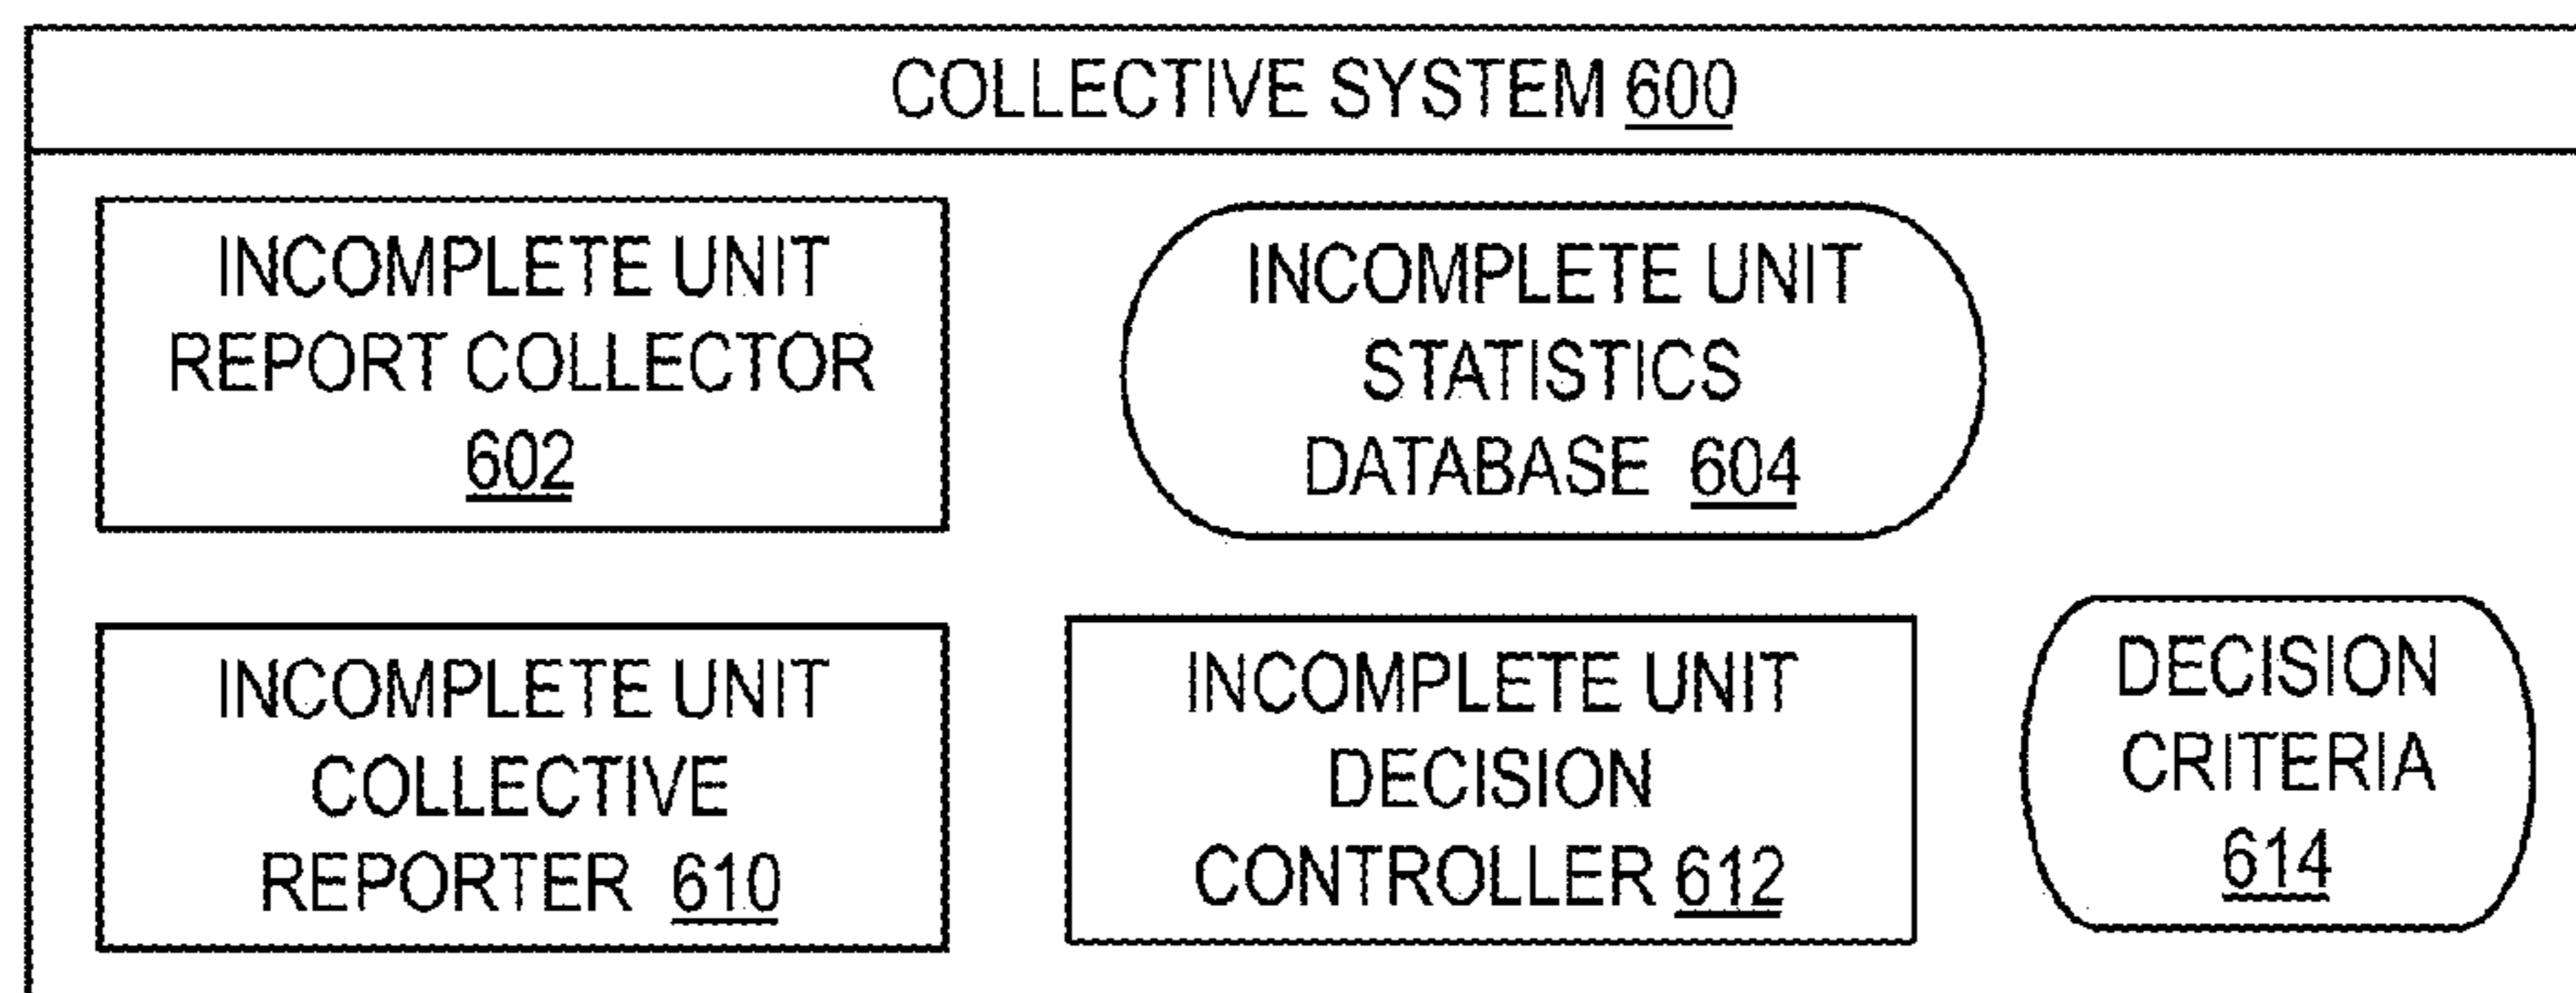 COLLECTIVE SYSTEM 600
INCOMPLETE UNIT
REPORT COLLECTOR
602
INCOMPLETE UNIT
STATISTICS
DATABASE 604
INCOMPLETE UNIT
COLLECTIVE
REPORTER 610
INCOMPLETE UNIT
DECISION
CONTROLLER 612
DECISION
CRITERIA
614